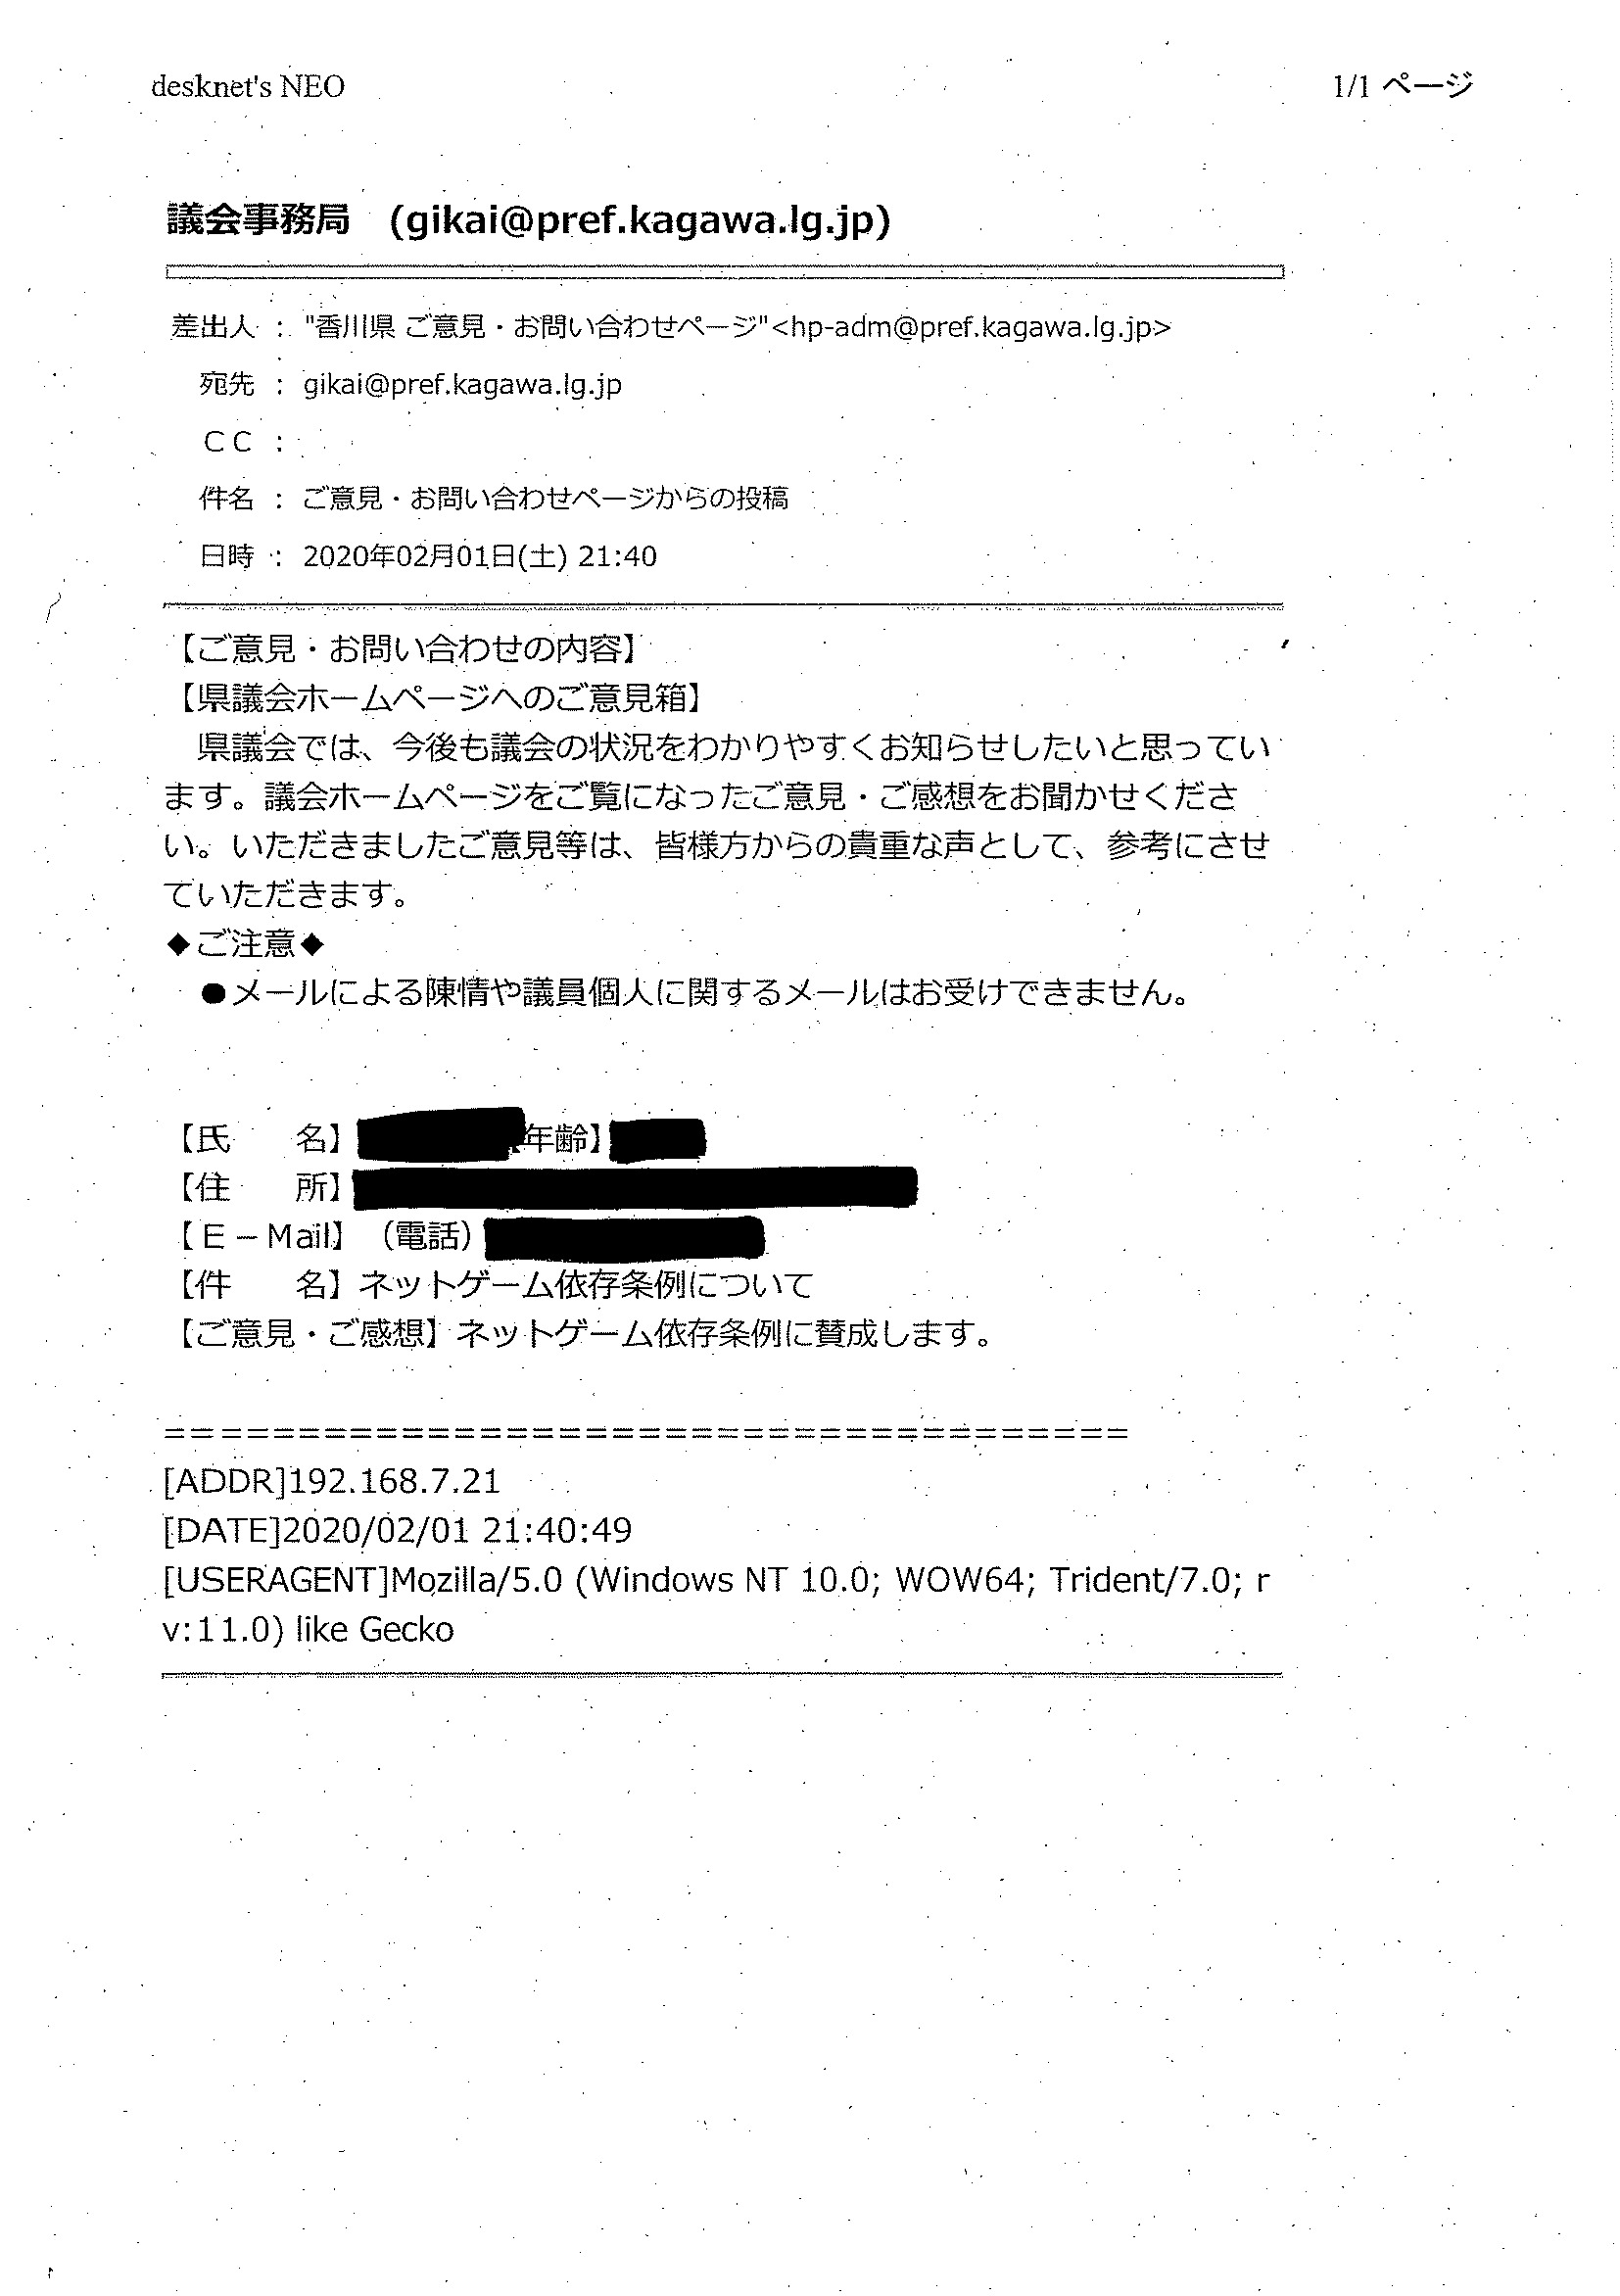 desknet's NEO
1/1 ページ
議会事務局　(gikai@pref.kagawa.lg.jp)
差出人 ： "香川県 ご意見・お問い合わせページ"<hp-adm@pref.kagawa.lg.jp>
宛先 ： gikai@pref.kagawa.lg.jp
ＣＣ ：
件名 ： ご意見・お問い合わせページからの投稿
日時 ： 2020年02月01日(土) 21:40
【ご意見・お問い合わせの内容】
【県議会ホームページへのご意見箱】
　県議会では、今後も議会の状況をわかりやすくお知らせしたいと思ってい
ます。議会ホームページをご覧になったご意見・ご感想をお聞かせくださ
い。いただきましたご意見等は、皆様方からの貴重な声として、参考にさせ
ていただきます。
◆ご注意◆
　●メールによる陳情や議員個人に関するメールはお受けできません。
【氏　　名】【年齢】
【住　　所】
【Ｅ－Mail】（電話）
【件　　名】ネットゲーム依存条例について
【ご意見・ご感想】ネットゲーム依存条例に賛成します。
=====================================
[ADDR]192.168.7.21
[DATE]2020/02/01 21:40:49
[USERAGENT]Mozilla/5.0 (Windows NT 10.0; WOW64; Trident/7.0; r
v:11.0) like Gecko